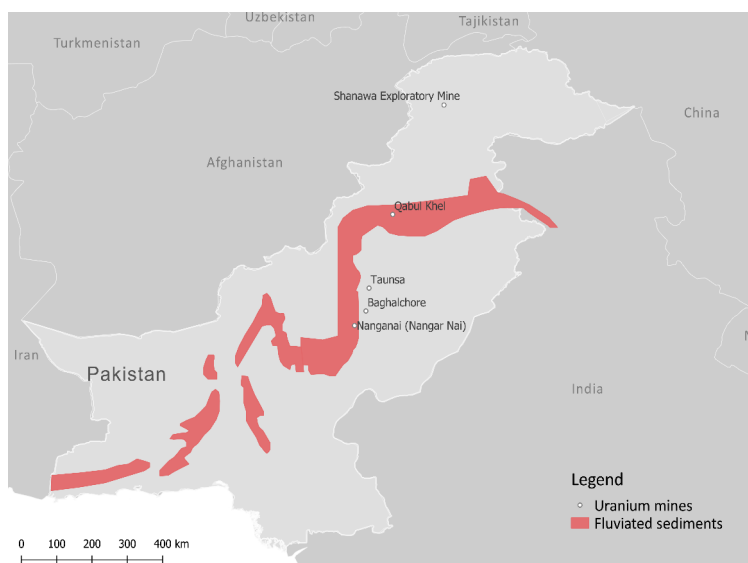 Uzbekistan
Tajikistan
Turkmenistan
Shanawa Exploratory Mine
China
Afghanistan
Qabul Khel
Taunsa
Baghalchore
Nanganai (Nangar Nai)
Iran
Pakistan
India
Legend
Uranium mines
Fluviated sediments
0 100 200 300 400 km